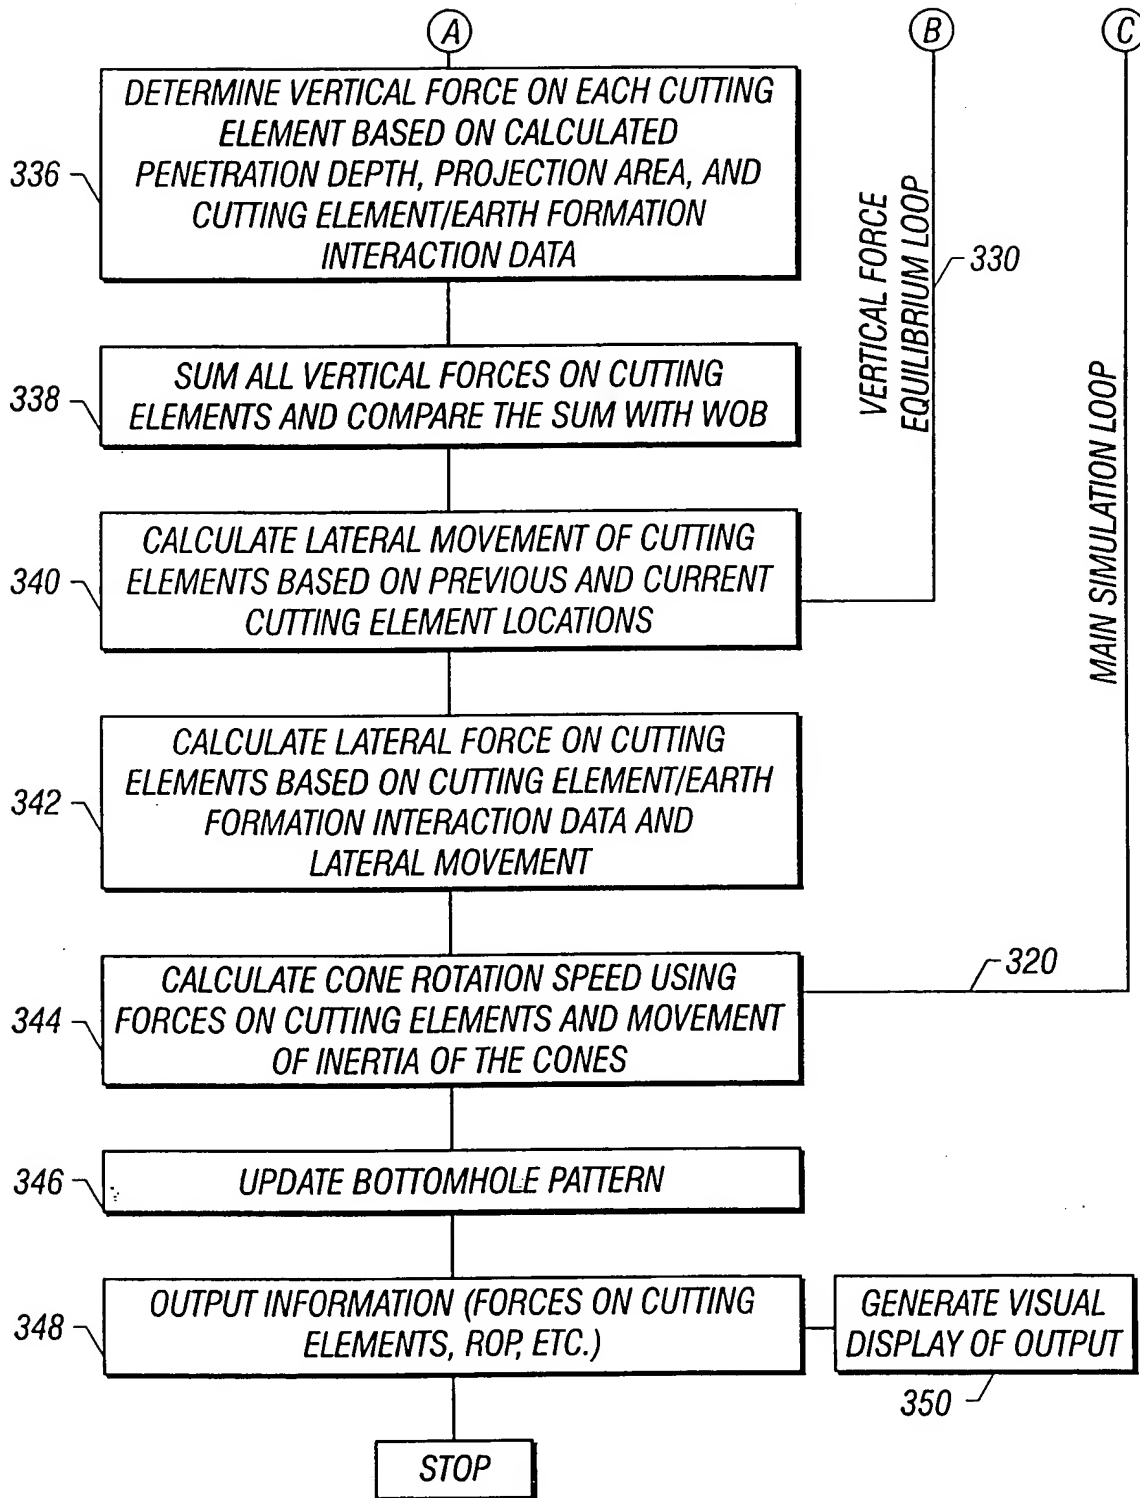 A
B
C
DETERMINE VERTICAL FORCE ON EACH CUTTING
ELEMENT BASED ON CALCULATED
PENETRATION DEPTH, PROJECTION AREA, AND
CUTTING ELEMENT/EARTH FORMATION
INTERACTION DATA
336
VERTICAL FORCE
EQUILIBRIUM LOOP
330
MAIN SIMULATION LOOP
SUM ALL VERTICAL FORCES ON CUTTING
ELEMENTS AND COMPARE THE SUM WITH WOB
338
CALCULATE LATERAL MOVEMENT OF CUTTING
ELEMENTS BASED ON PREVIOUS AND CURRENT
CUTTING ELEMENT LOCATIONS
340
CALCULATE LATERAL FORCE ON CUTTING
ELEMENTS BASED ON CUTTING ELEMENT/EARTH
FORMATION INTERACTION DATA AND
LATERAL MOVEMENT
342
CALCULATE CONE ROTATION SPEED USING
FORCES ON CUTTING ELEMENTS AND MOVEMENT
OF INERTIA OF THE CONES
344
320
UPDATE BOTTOMHOLE PATTERN
346
OUTPUT INFORMATION (FORCES ON CUTTING
ELEMENTS, ROP, ETC.)
348
GENERATE VISUAL
DISPLAY OF OUTPUT
350
STOP